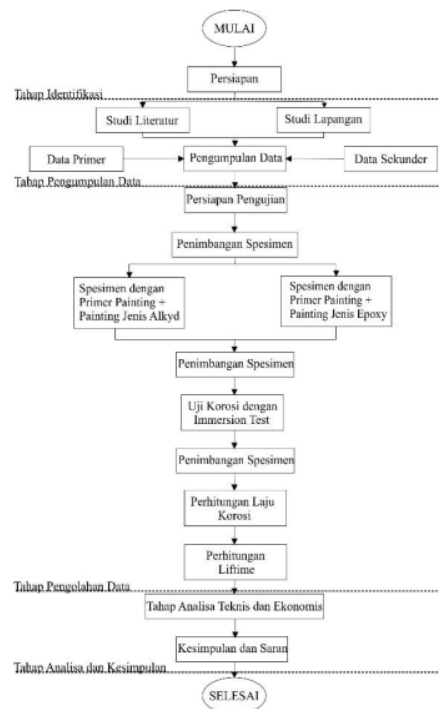 MULAI
Persiapan
Tahap Identifikasi
Studi Literatur
Studi Lapangan
Data Primer
Pengumpulan Data
Data Sekunder
Tahap Pengumpulan Data
Persiapan Pengujian
Penimbangan Spesimen
Spesimen dengan
Primer Painting +
Painting Jenis Alkyd
Spesimen dengan
Primer Painting +
Painting Jenis Epoxy
Penimbangan Spesimen
Uji Korosi dengan
Immersion Test
Penimbangan Spesimen
Perhitungan Laju
Korosi
Perhitungan
Liftime
Tahap Pengolahan Data
Tahap Analisa Teknis dan Ekonomis
Kesimpulan dan Saran
Tahap Analisa dan Kesimpulan
SELESAI